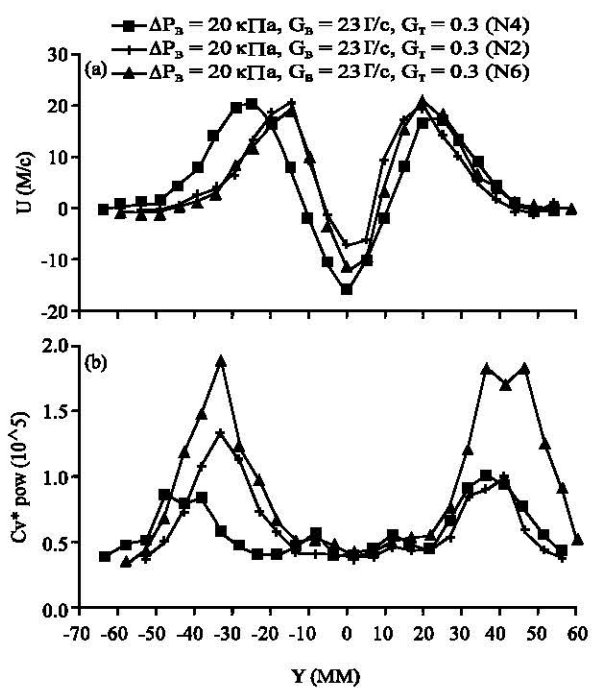 ΔPв = 20 кПа, Gв = 23 Г/с, Gт = 0.3 (N4)
ΔPв = 20 кПа, Gв = 23 Г/с, Gт = 0.3 (N2)
ΔPв = 20 кПа, Gв = 23 Г/с, Gт = 0.3 (N6)
(a)
30
20
10
0
-10
-20
U (M/c)
(b)
2.0
1.5
1.0
0.5
0.0
Cv* pow (10^5)
-70 -60 -50 -40 -30 -20 -10 0 10 20 30 40 50 60
Y (MM)